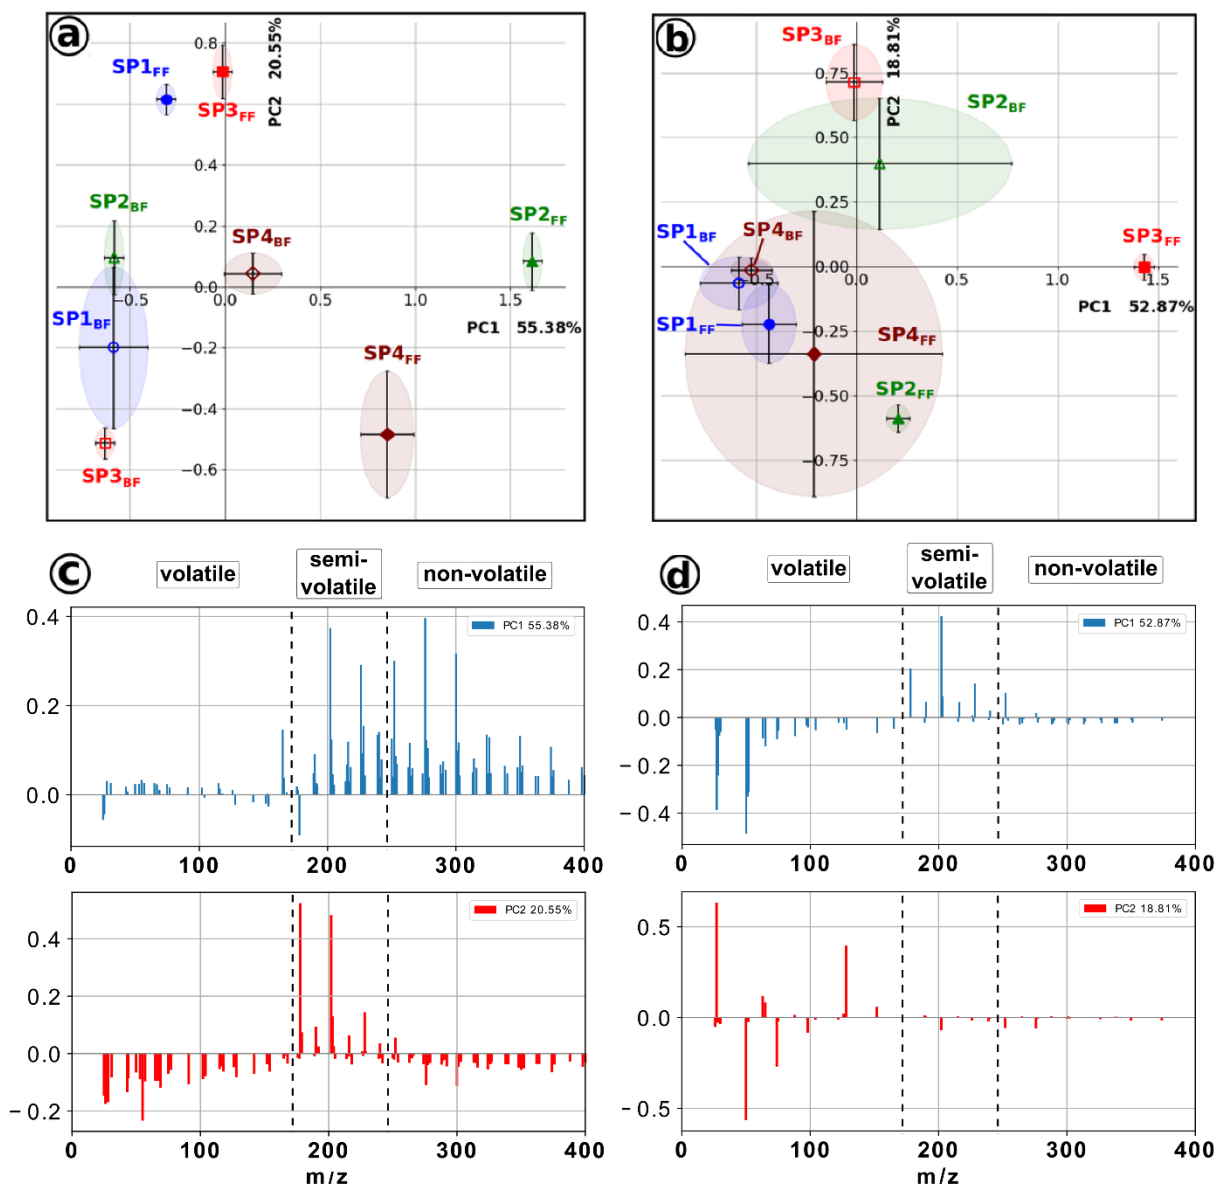 a
0.8
0.4
0.2
0.0
−0.2
−0.4
−0.6
−0.5
0.0
0.5
1.0
1.5
PC2 20.55%
PC1 55.38%
SP1FF
SP3FF
SP2BF
SP2FF
SP4BF
SP1BF
SP4FF
SP3BF
b
0.75
0.50
0.25
0.00
−0.25
−0.50
−0.75
0.0
0.5
1.0
1.5
PC2 18.81%
PC1 52.87%
SP3BF
SP2BF
SP1BF
SP4BF
SP3FF
SP1FF
SP4FF
SP2FF
c
volatile
semi-
volatile
non-volatile
PC1 55.38%
0.4
0.2
0.0
0
100
200
300
400
PC2 20.55%
0.4
0.2
0.0
−0.2
0
100
200
300
400
m/z
d
volatile
semi-
volatile
non-volatile
PC1 52.87%
0.4
0.2
0.0
−0.2
−0.4
0
100
200
300
400
PC2 18.81%
0.5
0.0
−0.5
0
100
200
300
400
m/z